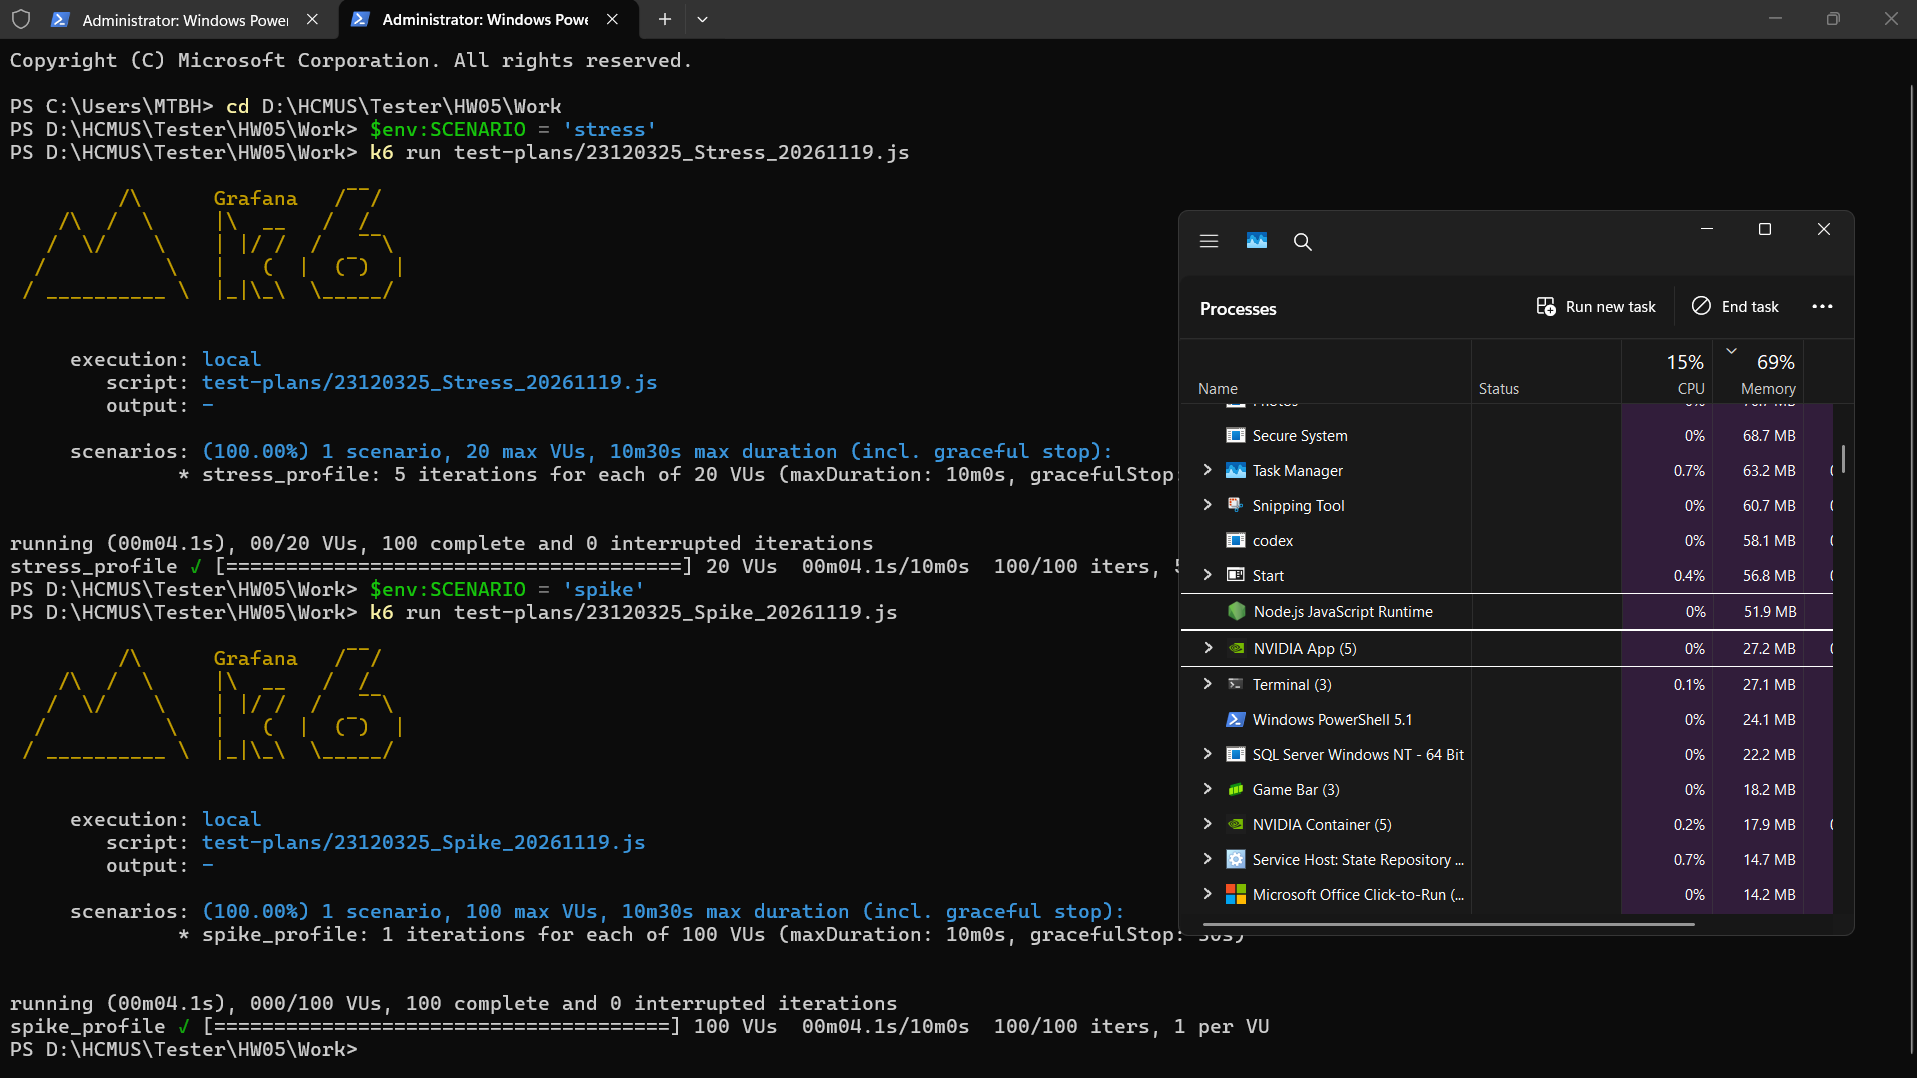 Administrator: Windows Power
Administrator: Windows Powe
Copyright (C) Microsoft Corporation. All rights reserved.
PS C:\Users\MTBH> cd D:\HCMUS\Tester\HW05\Work
PS D:\HCMUS\Tester\HW05\Work> $env:SCENARIO = 'stress'
PS D:\HCMUS\Tester\HW05\Work> k6 run test-plans/23120325_Stress_20261119.js
Grafana
execution: local
script: test-plans/23120325_Stress_20261119.js
output: -
scenarios: (100.00%) 1 scenario, 20 max VUs, 10m30s max duration (incl. graceful stop):
* stress_profile: 5 iterations for each of 20 VUs (maxDuration: 10m0s, gracefulStop:
running (00m04.1s), 00/20 VUs, 100 complete and 0 interrupted iterations
stress_profile ✓ [======================================] 20 VUs  00m04.1s/10m0s  100/100 iters, 5
PS D:\HCMUS\Tester\HW05\Work> $env:SCENARIO = 'spike'
PS D:\HCMUS\Tester\HW05\Work> k6 run test-plans/23120325_Spike_20261119.js
Grafana
execution: local
script: test-plans/23120325_Spike_20261119.js
output: -
scenarios: (100.00%) 1 scenario, 100 max VUs, 10m30s max duration (incl. graceful stop):
* spike_profile: 1 iterations for each of 100 VUs (maxDuration: 10m0s, gracefulStop: 30s)
running (00m04.1s), 000/100 VUs, 100 complete and 0 interrupted iterations
spike_profile ✓ [======================================] 100 VUs  00m04.1s/10m0s  100/100 iters, 1 per VU
PS D:\HCMUS\Tester\HW05\Work>
Processes
Run new task
End task
15% 69%
Name Status CPU Memory
Photos
Secure System 0% 68.7 MB
Task Manager 0.7% 63.2 MB
Snipping Tool 0% 60.7 MB
codex 0% 58.1 MB
Start 0.4% 56.8 MB
Node.js JavaScript Runtime 0% 51.9 MB
NVIDIA App (5) 0% 27.2 MB
Terminal (3) 0.1% 27.1 MB
Windows PowerShell 5.1 0% 24.1 MB
SQL Server Windows NT - 64 Bit 0% 22.2 MB
Game Bar (3) 0% 18.2 MB
NVIDIA Container (5) 0.2% 17.9 MB
Service Host: State Repository ... 0.7% 14.7 MB
Microsoft Office Click-to-Run (... 0% 14.2 MB